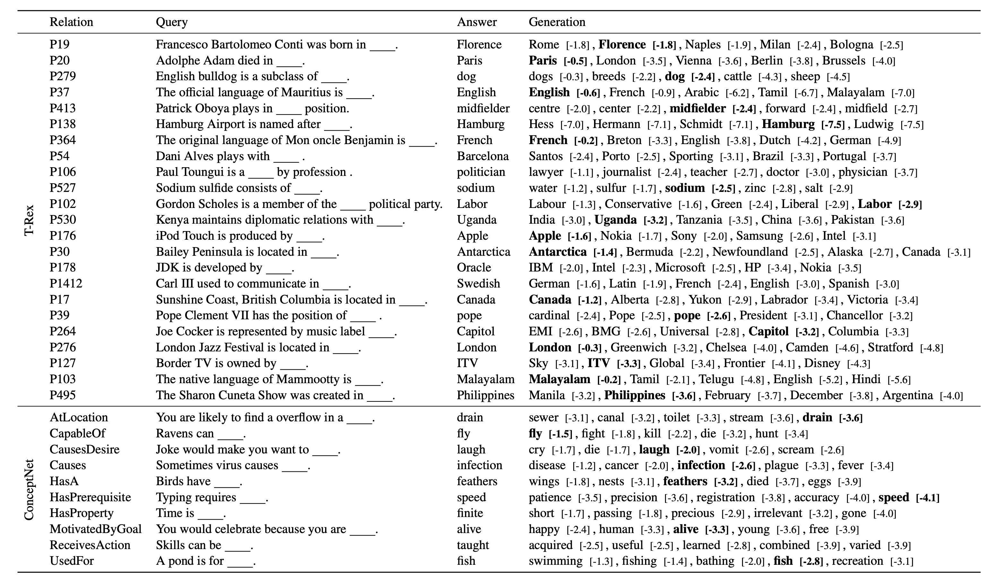 Relation Query Answer Generation
T-Rex
P19 Francesco Bartolomeo Conti was born in ____. Florence Rome [-1.8] , Florence [-1.8] , Naples [-1.9] , Milan [-2.4] , Bologna [-2.5]
P20 Adolphe Adam died in ____. Paris Paris [-0.5] , London [-3.5] , Vienna [-3.6] , Berlin [-3.8] , Brussels [-4.0]
P279 English bulldog is a subclass of ____. dog dogs [-0.3] , breeds [-2.2] , dog [-2.4] , cattle [-4.3] , sheep [-4.5]
P37 The official language of Mauritius is ____. English English [-0.6] , French [-0.9] , Arabic [-6.2] , Tamil [-6.7] , Malayalam [-7.0]
P413 Patrick Oboya plays in ____ position. midfielder centre [-2.0] , center [-2.2] , midfielder [-2.4] , forward [-2.4] , midfield [-2.7]
P138 Hamburg Airport is named after ____. Hamburg Hess [-7.0] , Hermann [-7.1] , Schmidt [-7.1] , Hamburg [-7.5] , Ludwig [-7.5]
P364 The original language of Mon oncle Benjamin is ____. French French [-0.2] , Breton [-3.3] , English [-3.8] , Dutch [-4.2] , German [-4.9]
P54 Dani Alves plays with ____ . Barcelona Santos [-2.4] , Porto [-2.5] , Sporting [-3.1] , Brazil [-3.3] , Portugal [-3.7]
P106 Paul Toungui is a ____ by profession . politician lawyer [-1.1] , journalist [-2.4] , teacher [-2.7] , doctor [-3.0] , physician [-3.7]
P527 Sodium sulfide consists of ____. sodium water [-1.2] , sulfur [-1.7] , sodium [-2.5] , zinc [-2.8] , salt [-2.9]
P102 Gordon Scholes is a member of the ____ political party. Labor Labour [-1.3] , Conservative [-1.6] , Green [-2.4] , Liberal [-2.9] , Labor [-2.9]
P530 Kenya maintains diplomatic relations with ____. Uganda India [-3.0] , Uganda [-3.2] , Tanzania [-3.5] , China [-3.6] , Pakistan [-3.6]
P176 iPod Touch is produced by ____. Apple Apple [-1.6] , Nokia [-1.7] , Sony [-2.0] , Samsung [-2.6] , Intel [-3.1]
P30 Bailey Peninsula is located in ____. Antarctica Antarctica [-1.4] , Bermuda [-2.2] , Newfoundland [-2.5] , Alaska [-2.7] , Canada [-3.1]
P178 JDK is developed by ____. Oracle IBM [-2.0] , Intel [-2.3] , Microsoft [-2.5] , HP [-3.4] , Nokia [-3.5]
P1412 Carl III used to communicate in ____. Swedish German [-1.6] , Latin [-1.9] , French [-2.4] , English [-3.0] , Spanish [-3.0]
P17 Sunshine Coast, British Columbia is located in ____. Canada Canada [-1.2] , Alberta [-2.8] , Yukon [-2.9] , Labrador [-3.4] , Victoria [-3.4]
P39 Pope Clement VII has the position of ____ . pope cardinal [-2.4] , Pope [-2.5] , pope [-2.6] , President [-3.1] , Chancellor [-3.2]
P264 Joe Cocker is represented by music label ____. Capitol EMI [-2.6] , BMG [-2.6] , Universal [-2.8] , Capitol [-3.2] , Columbia [-3.3]
P276 London Jazz Festival is located in ____. London London [-0.3] , Greenwich [-3.2] , Chelsea [-4.0] , Camden [-4.6] , Stratford [-4.8]
P127 Border TV is owned by ____. ITV Sky [-3.1] , ITV [-3.3] , Global [-3.4] , Frontier [-4.1] , Disney [-4.3]
P103 The native language of Mammootty is ____. Malayalam Malayalam [-0.2] , Tamil [-2.1] , Telugu [-4.8] , English [-5.2] , Hindi [-5.6]
P495 The Sharon Cuneta Show was created in ____. Philippines Manila [-3.2] , Philippines [-3.6] , February [-3.7] , December [-3.8] , Argentina [-4.0]
ConceptNet
AtLocation You are likely to find a overflow in a ____. drain sewer [-3.1] , canal [-3.2] , toilet [-3.3] , stream [-3.6] , drain [-3.6]
CapableOf Ravens can ____. fly fly [-1.5] , fight [-1.8] , kill [-2.2] , die [-3.2] , hunt [-3.4]
CausesDesire Joke would make you want to ____. laugh cry [-1.7] , die [-1.7] , laugh [-2.0] , vomit [-2.6] , scream [-2.6]
Causes Sometimes virus causes ____. infection disease [-1.2] , cancer [-2.0] , infection [-2.6] , plague [-3.3] , fever [-3.4]
HasA Birds have ____. feathers wings [-1.8] , nests [-3.1] , feathers [-3.2] , died [-3.7] , eggs [-3.9]
HasPrerequisite Typing requires ____. speed patience [-3.5] , precision [-3.6] , registration [-3.8] , accuracy [-4.0] , speed [-4.1]
HasProperty Time is ____. finite short [-1.7] , passing [-1.8] , precious [-2.9] , irrelevant [-3.2] , gone [-4.0]
MotivatedByGoal You would celebrate because you are ____. alive happy [-2.4] , human [-3.3] , alive [-3.3] , young [-3.6] , free [-3.9]
ReceivesAction Skills can be ____. taught acquired [-2.5] , useful [-2.5] , learned [-2.8] , combined [-3.9] , varied [-3.9]
UsedFor A pond is for ____. fish swimming [-1.3] , fishing [-1.4] , bathing [-2.0] , fish [-2.8] , recreation [-3.1]